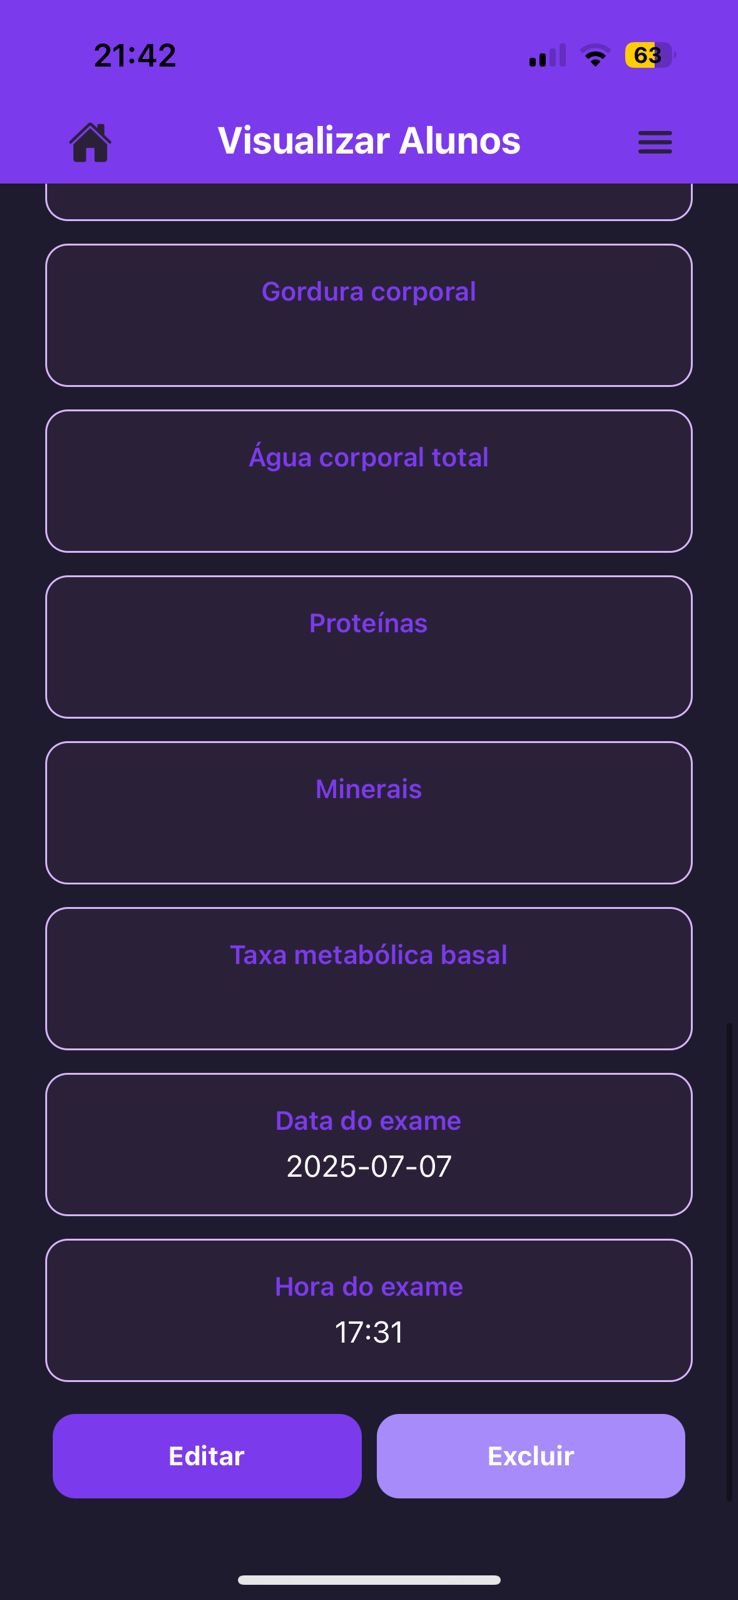 21:42
63
Visualizar Alunos
Gordura corporal
Água corporal total
Proteínas
Minerais
Taxa metabólica basal
Data do exame
2025-07-07
Hora do exame
17:31
Editar
Excluir